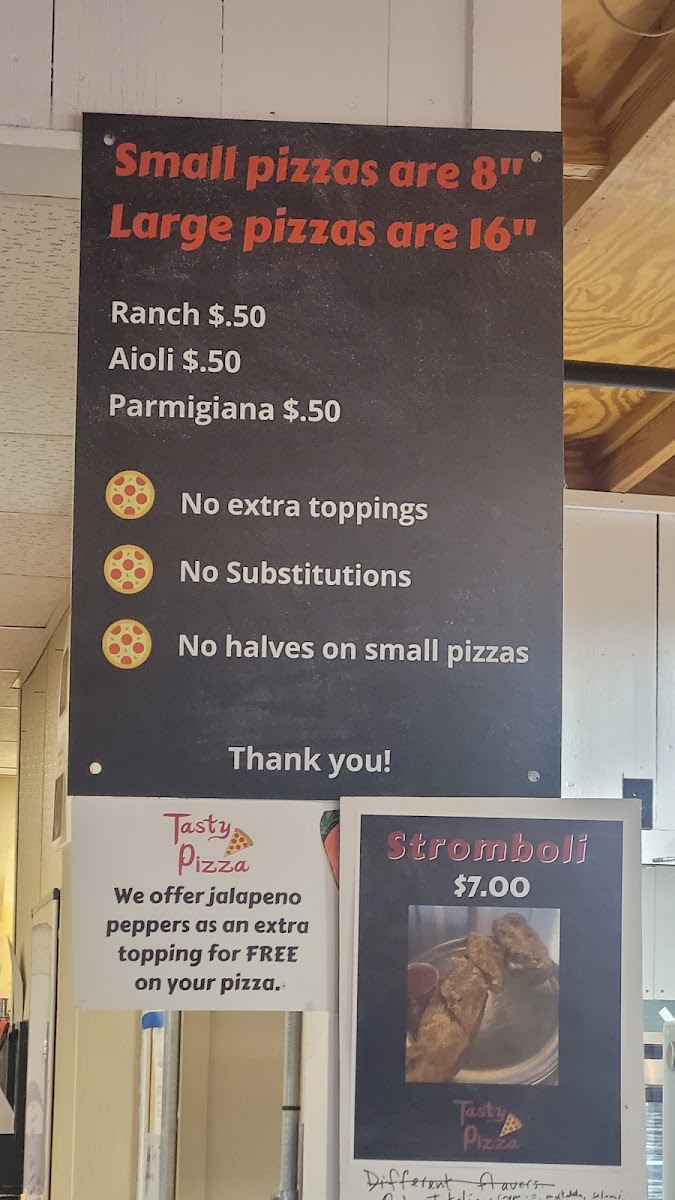 Small pizzas are 8"
Large pizzas are 16"
Ranch $.50
Aioli $.50
Parmigiana $.50
No extra toppings
No Substitutions
No halves on small pizzas
Thank you!
Tasty
Pizza
We offer jalapeno
peppers as an extra
topping for FREE
on your pizza.
Stromboli
$7.00
Tasty
Pizza
Different flavors